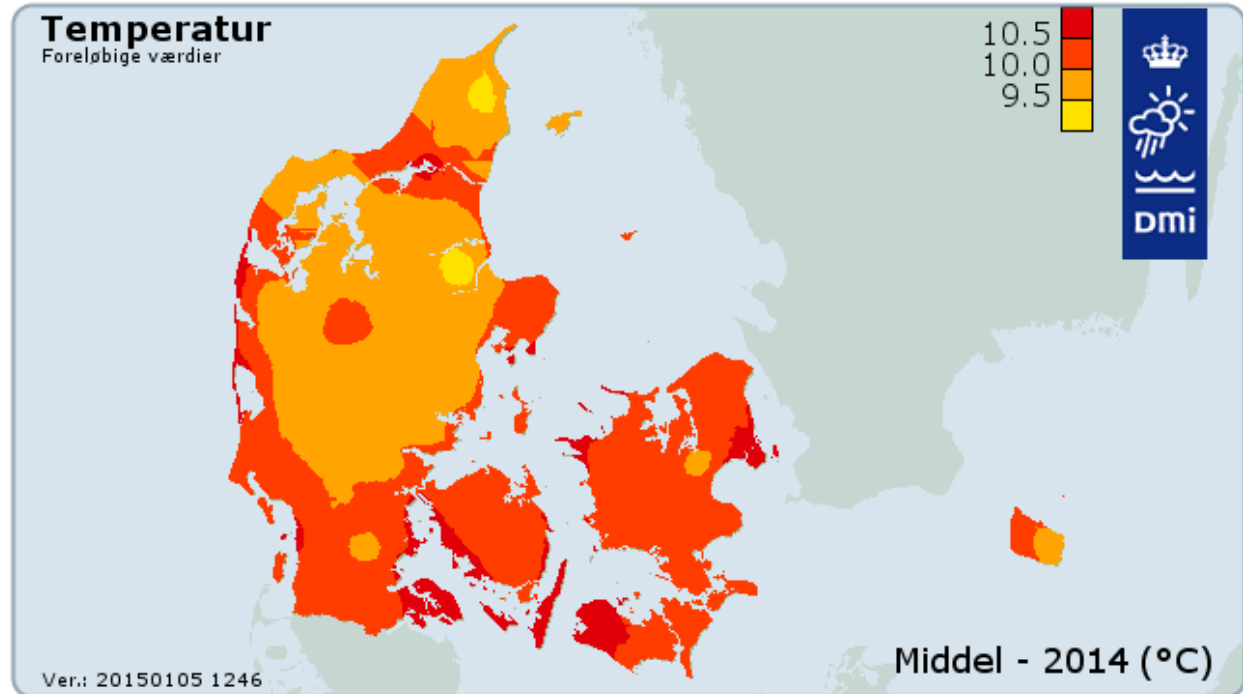 Temperatur
Foreløbige værdier
10.5
10.0
9.5
DMi
Middel - 2014 (°C)
Ver.: 20150105 1246